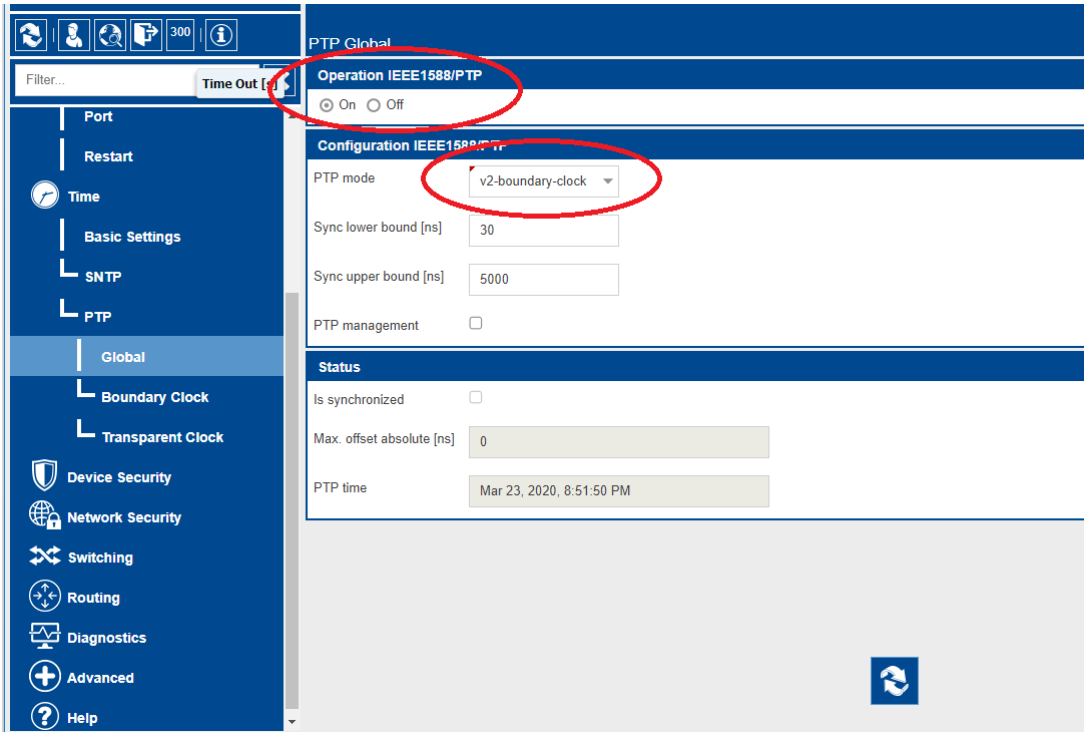 300
Filter...
Time Out [s]
Port
Restart
Time
Basic Settings
SNTP
PTP
Global
Boundary Clock
Transparent Clock
Device Security
Network Security
Switching
Routing
Diagnostics
Advanced
Help
PTP Global
Operation IEEE1588/PTP
On Off
Configuration IEEE1588/PTP
PTP mode v2-boundary-clock
Sync lower bound [ns] 30
Sync upper bound [ns] 5000
PTP management
Status
Is synchronized
Max. offset absolute [ns] 0
PTP time Mar 23, 2020, 8:51:50 PM